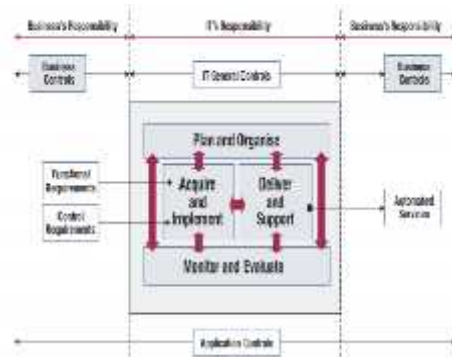 Business's Responsibility
IT's Responsibility
Business's Responsibility
Business
Controls
IT General Controls
Business
Controls
Plan and Organise
Functional
Requirements
Control
Requirements
Acquire
and
Implement
Deliver
and
Support
Automated
Services
Monitor and Evaluate
Application Controls